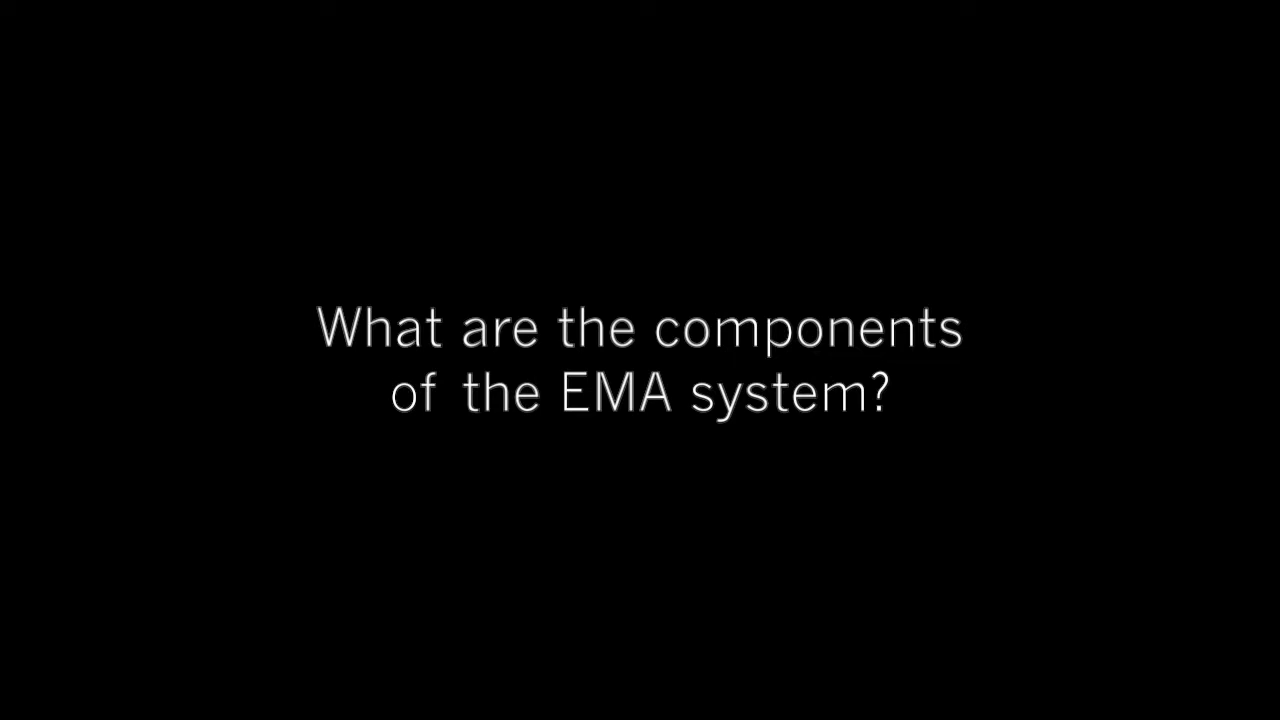 What are the components
of the EMA system?